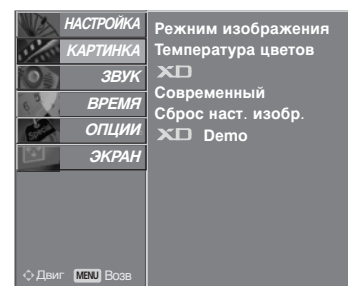 НАСТРОЙКА
КАРТИНКА
ЗВУК
ВРЕМЯ
ОПЦИИ
ЭКРАН
Двиг MENU Возв
Режним изображения
Температура цветов
XD
Современный
Сброс наст. изобр.
XD Demo